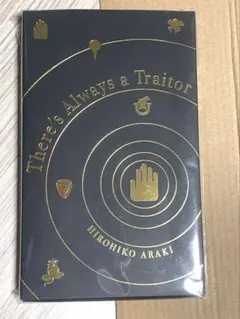 There's Always a Traitor
HIROHIKO ARAKI